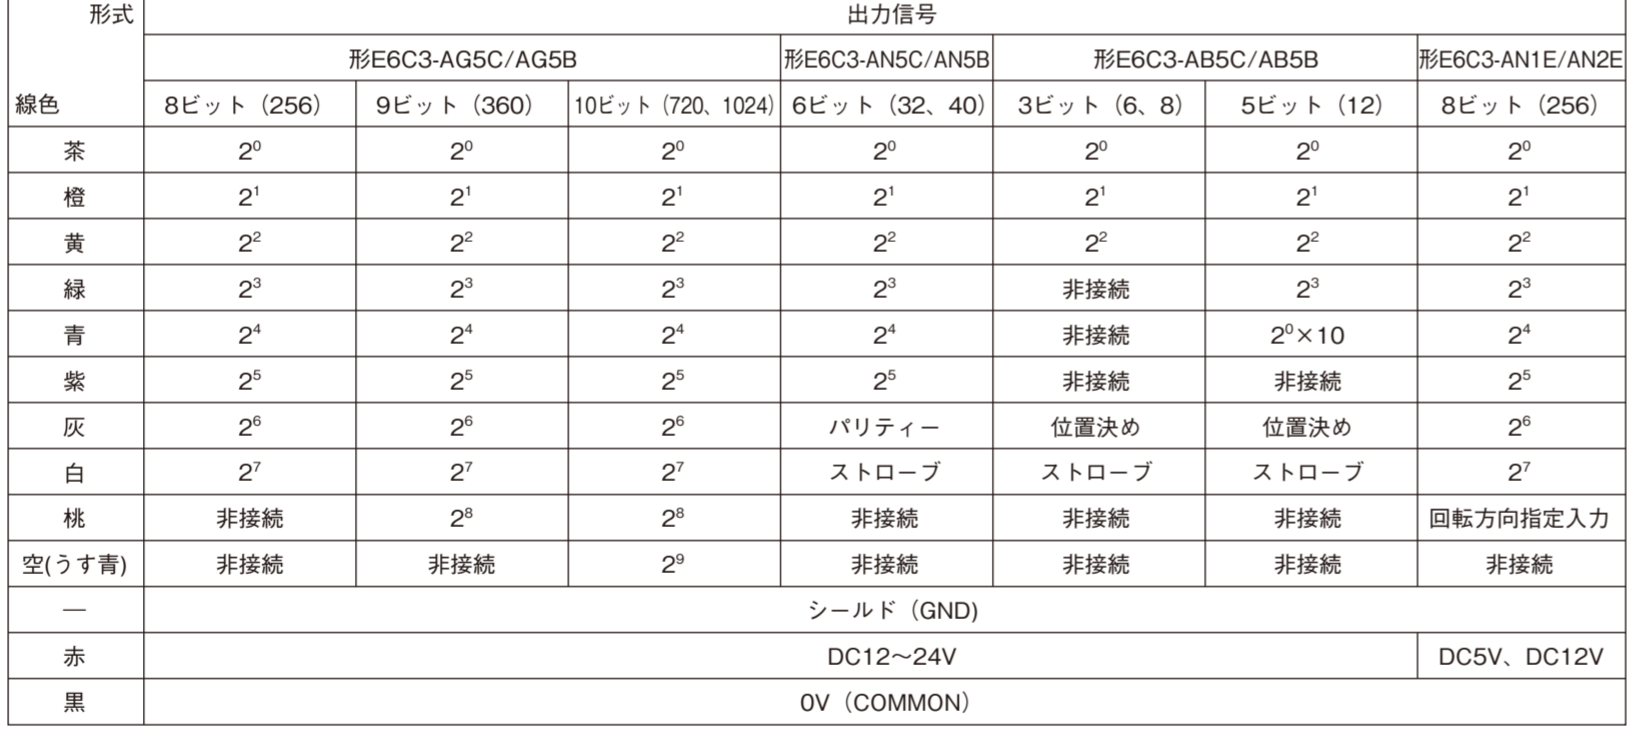 形式 出力信号
形E6C3-AG5C/AG5B 形E6C3-AN5C/AN5B 形E6C3-AB5C/AB5B 形E6C3-AN1E/AN2E
線色 8ビット（256） 9ビット（360） 10ビット（720、1024） 6ビット（32、40） 3ビット（6、8） 5ビット（12） 8ビット（256）
茶 2⁰ 2⁰ 2⁰ 2⁰ 2⁰ 2⁰ 2⁰
橙 2¹ 2¹ 2¹ 2¹ 2¹ 2¹ 2¹
黄 2² 2² 2² 2² 2² 2² 2²
緑 2³ 2³ 2³ 2³ 非接続 2³ 2³
青 2⁴ 2⁴ 2⁴ 2⁴ 非接続 2⁰×10 2⁴
紫 2⁵ 2⁵ 2⁵ 2⁵ 非接続 非接続 2⁵
灰 2⁶ 2⁶ 2⁶ パリティー 位置決め 位置決め 2⁶
白 2⁷ 2⁷ 2⁷ ストローブ ストローブ ストローブ 2⁷
桃 非接続 2⁸ 2⁸ 非接続 非接続 非接続 回転方向指定入力
空(うす青) 非接続 非接続 2⁹ 非接続 非接続 非接続 非接続
— シールド（GND)
赤 DC12～24V DC5V、DC12V
黒 0V（COMMON）